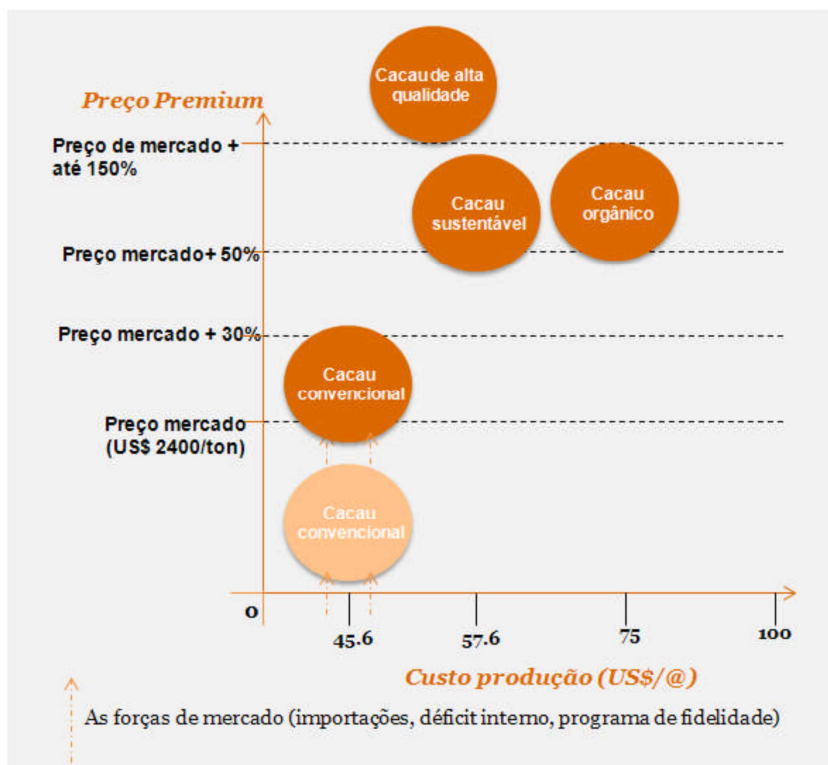 Cacau de alta
qualidade
Preço Premium
Preço de mercado +
até 150%
Cacau
sustentável
Cacau
orgânico
Preço mercado+ 50%
Preço mercado + 30%
Cacau
convencional
Preço mercado
(US$ 2400/ton)
Cacau
convencional
0
45.6
57.6
75
100
Custo produção (US$/@)
As forças de mercado (importações, déficit interno, programa de fidelidade)